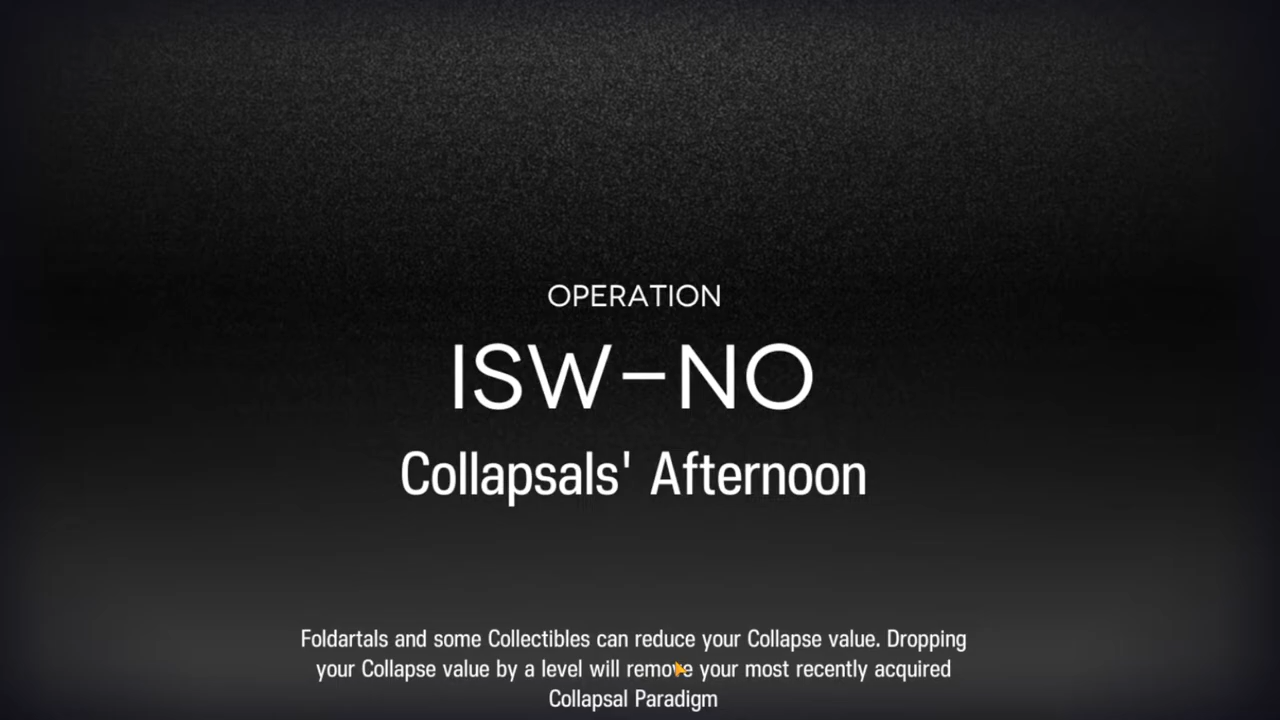 OPERATION
ISW-NO
Collapsals' Afternoon
Foldartals and some Collectibles can reduce your Collapse value. Dropping
your Collapse value by a level will remove your most recently acquired
Collapsal Paradigm